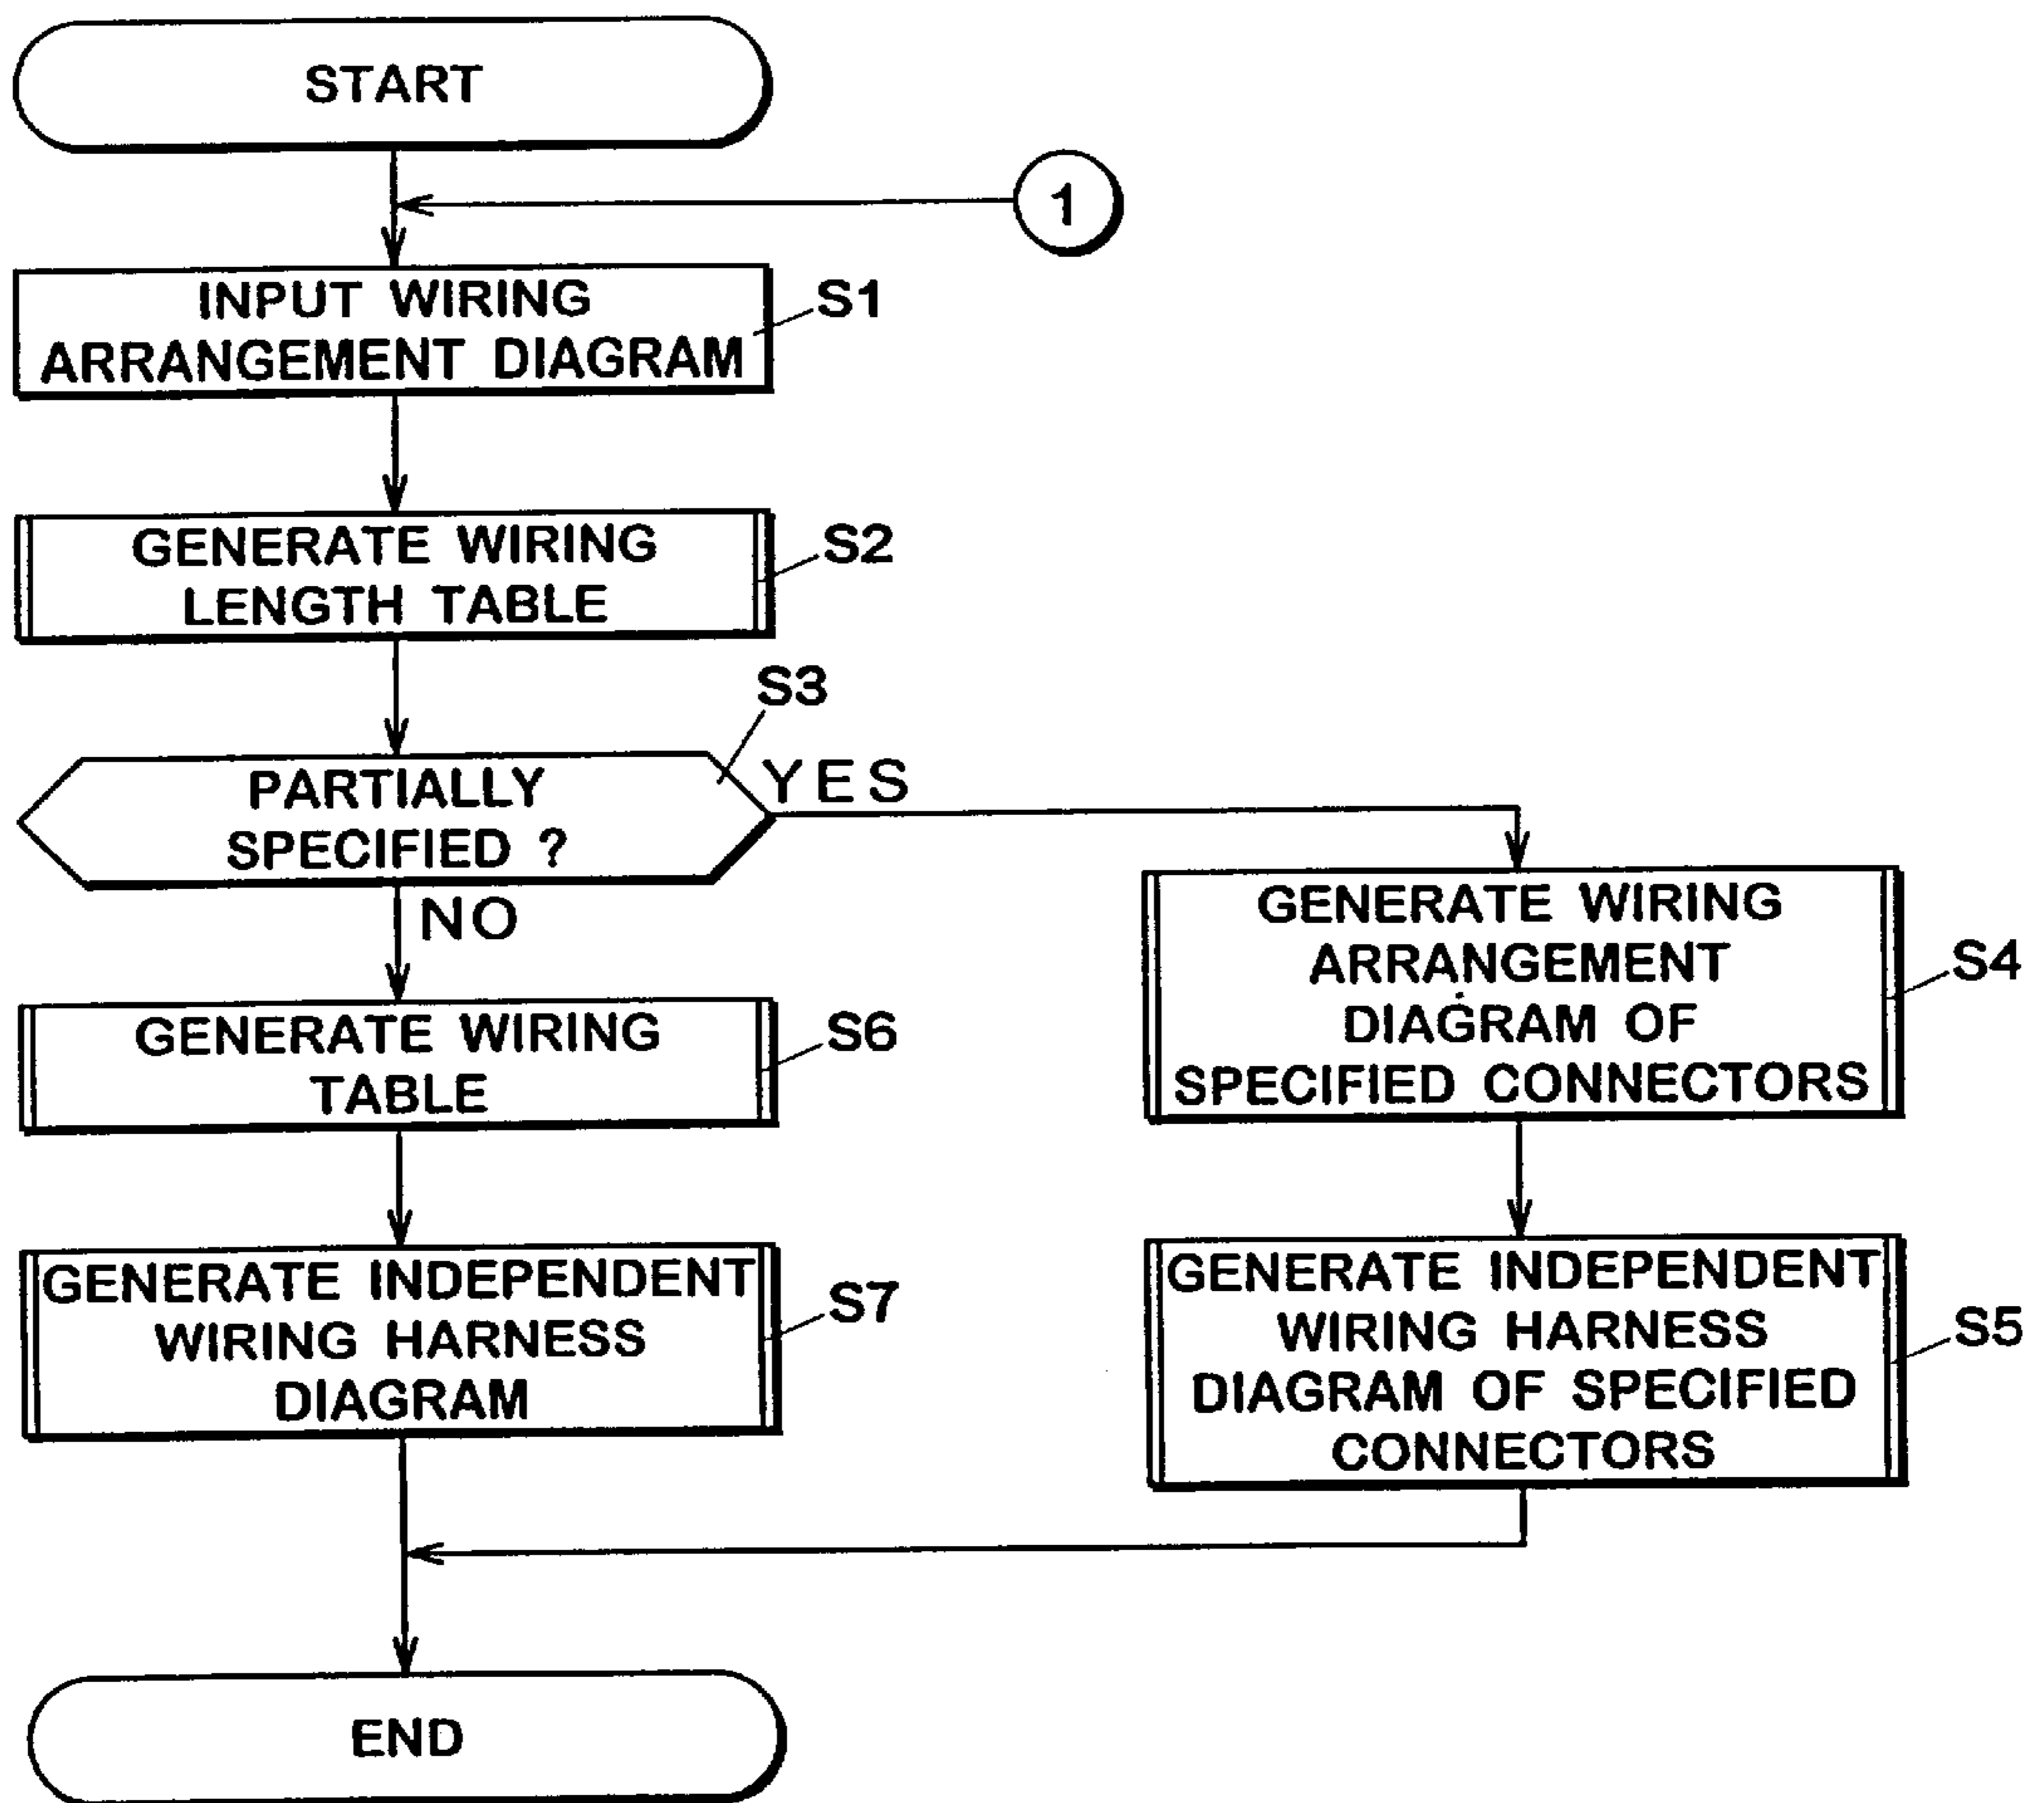 START
1
INPUT WIRING
ARRANGEMENT DIAGRAM
S1
GENERATE WIRING
LENGTH TABLE
S2
S3
PARTIALLY
SPECIFIED ?
YES
NO
GENERATE WIRING
ARRANGEMENT
DIAGRAM OF
SPECIFIED CONNECTORS
S4
GENERATE WIRING
TABLE
S6
GENERATE INDEPENDENT
WIRING HARNESS
DIAGRAM
S7
GENERATE INDEPENDENT
WIRING HARNESS
DIAGRAM OF SPECIFIED
CONNECTORS
S5
END